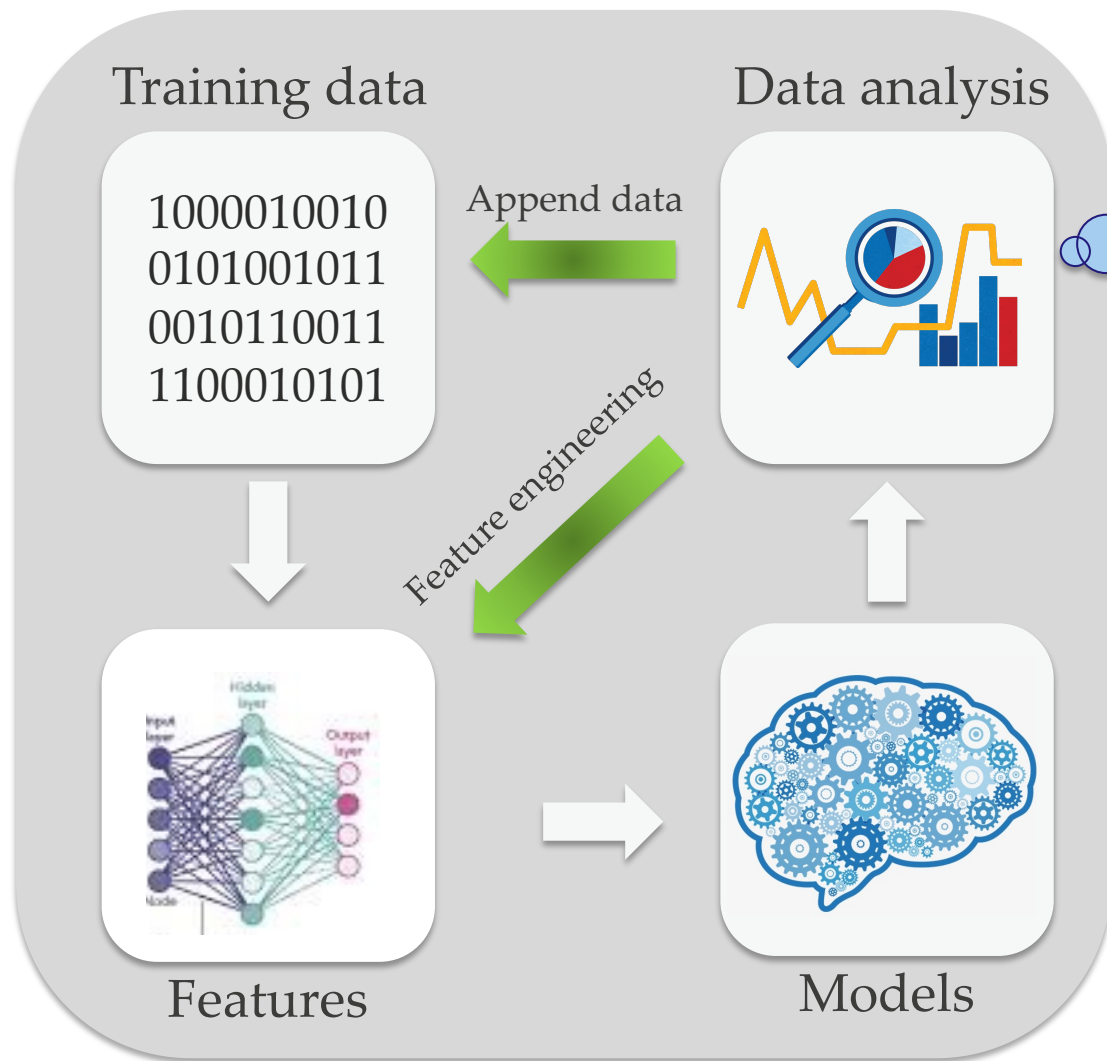 Training data
Data analysis
1000010010
0101001011
0010110011
1100010101
Append data
Feature engineering
Hidden
layer
Input
layer
Output
layer
Node
Features
Models